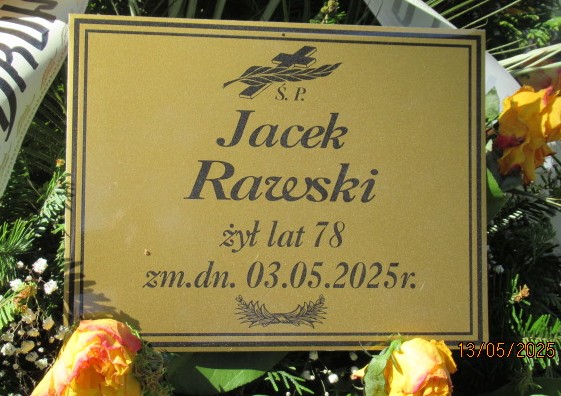 Ś. P.
Jacek
Rawski
żył lat 78
zm.dn. 03.05.2025r.
13/05/2025